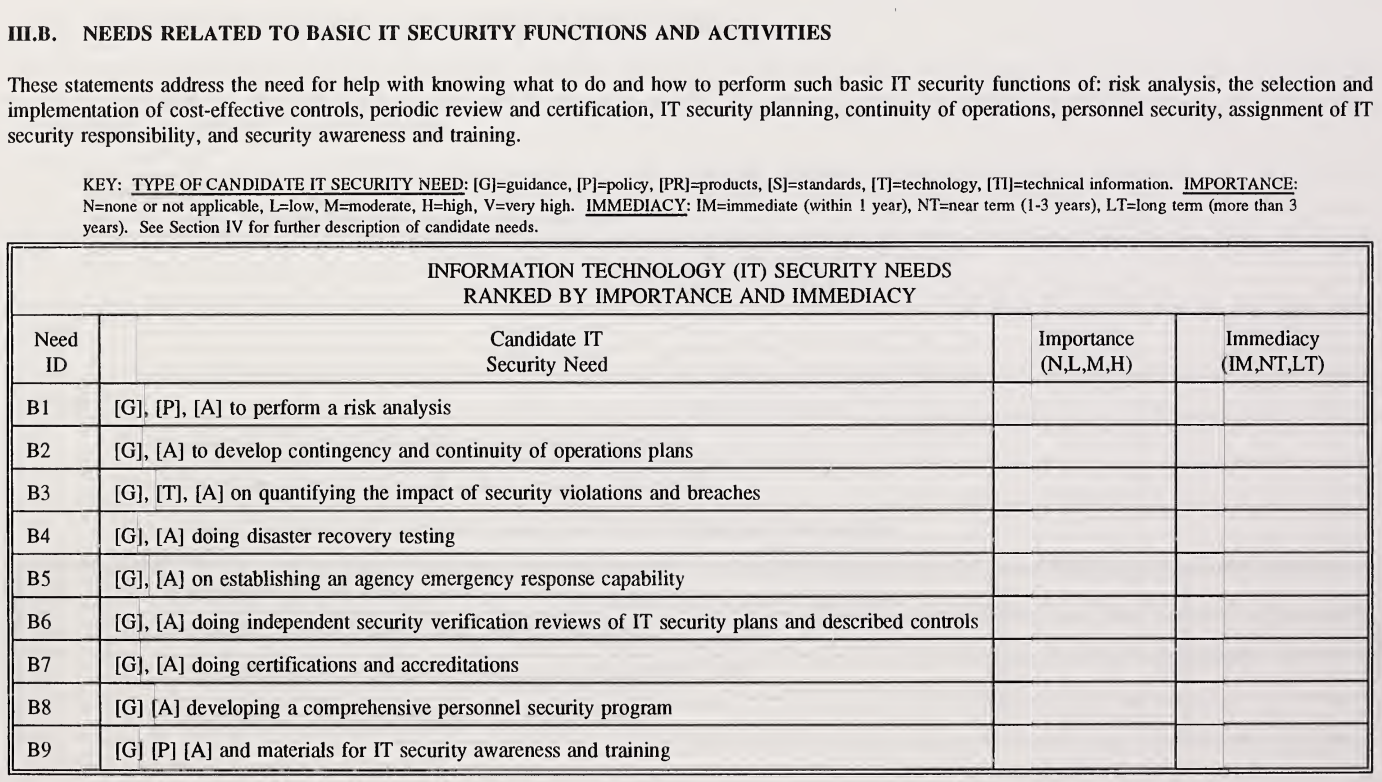 III.B. NEEDS RELATED TO BASIC IT SECURITY FUNCTIONS AND ACTIVITIES
These statements address the need for help with knowing what to do and how to perform such basic IT security functions of: risk analysis, the selection and
implementation of cost-effective controls, periodic review and certification, IT security planning, continuity of operations, personnel security, assignment of IT
security responsibility, and security awareness and training.
KEY: TYPE OF CANDIDATE IT SECURITY NEED: [G]=guidance, [P]=policy, [PR]=products, [S]=standards, [T]=technology, [TI]=technical information. IMPORTANCE:
N=none or not applicable, L=low, M=moderate, H=high, V=very high. IMMEDIACY: IM=immediate (within 1 year), NT=near term (1-3 years), LT=long term (more than 3
years). See Section IV for further description of candidate needs.
INFORMATION TECHNOLOGY (IT) SECURITY NEEDS
RANKED BY IMPORTANCE AND IMMEDIACY
Need Candidate IT Importance Immediacy
ID Security Need (N,L,M,H) (IM,NT,LT)
B1 [G], [P], [A] to perform a risk analysis
B2 [G], [A] to develop contingency and continuity of operations plans
B3 [G], [T], [A] on quantifying the impact of security violations and breaches
B4 [G], [A] doing disaster recovery testing
B5 [G], [A] on establishing an agency emergency response capability
B6 [G], [A] doing independent security verification reviews of IT security plans and described controls
B7 [G], [A] doing certifications and accreditations
B8 [G] [A] developing a comprehensive personnel security program
B9 [G] [P] [A] and materials for IT security awareness and training